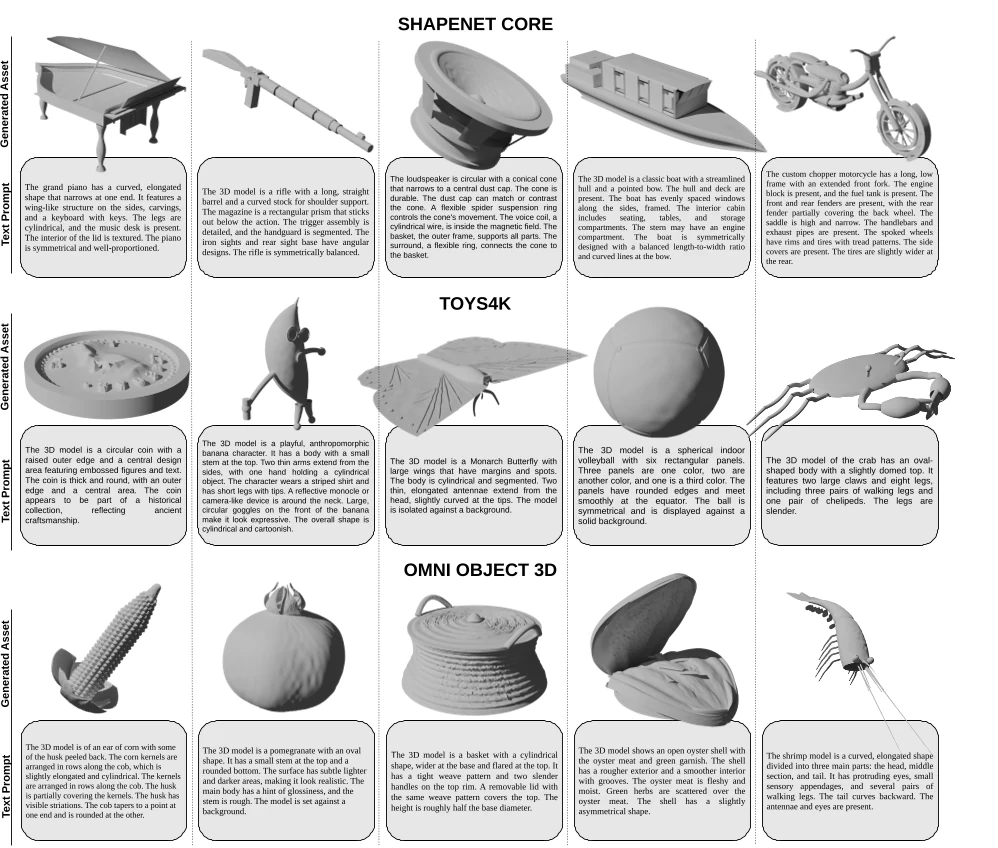 SHAPENET CORE
Generated Asset
Text Prompt
The grand piano has a curved, elongated
shape that narrows at one end. It features a
wing-like structure on the sides, carvings,
and a keyboard with keys. The legs are
cylindrical, and the music desk is present.
The interior of the lid is textured. The piano
is symmetrical and well-proportioned.
The 3D model is a rifle with a long, straight
barrel and a curved stock for shoulder support.
The magazine is a rectangular prism that sticks
out below the action. The trigger assembly is
detailed, and the handguard is segmented. The
iron sights and rear sight base have angular
designs. The rifle is symmetrically balanced.
The loudspeaker is circular with a conical cone
that narrows to a central dust cap. The cone is
durable. The dust cap can match or contrast
the cone. A flexible spider suspension ring
controls the cone's movement. The voice coil, a
cylindrical wire, is inside the magnetic field. The
basket, the outer frame, supports all parts. The
surround, a flexible ring, connects the cone to
the basket.
The 3D model is a classic boat with a streamlined
hull and a pointed bow. The hull and deck are
present. The boat has evenly spaced windows
along the sides, framed. The interior cabin
includes seating, tables, and storage
compartments. The stern may have an engine
compartment. The boat is symmetrically
designed with a balanced length-to-width ratio
and curved lines at the bow.
The custom chopper motorcycle has a long, low
frame with an extended front fork. The engine
block is present, and the fuel tank is present. The
front and rear fenders are present, with the rear
fender partially covering the back wheel. The
saddle is high and narrow. The handlebars and
exhaust pipes are present. The spoked wheels
have rims and tires with tread patterns. The side
covers are present. The tires are slightly wider at
the rear.
TOYS4K
Generated Asset
Text Prompt
The 3D model is a circular coin with a
raised outer edge and a central design
area featuring embossed figures and text.
The coin is thick and round, with an outer
edge and a central area. The coin
appears to be part of a historical
collection, reflecting ancient
craftsmanship.
The 3D model is a playful, anthropomorphic
banana character. It has a body with a small
stem at the top. Two thin arms extend from the
sides, with one hand holding a cylindrical
object. The character wears a striped shirt and
has short legs with tips. A reflective monocle or
camera-like device is around the neck. Large,
circular goggles on the front of the banana
make it look expressive. The overall shape is
cylindrical and cartoonish.
The 3D model is a Monarch Butterfly with
large wings that have margins and spots.
The body is cylindrical and segmented. Two
thin, elongated antennae extend from the
head, slightly curved at the tips. The model
is isolated against a background.
The 3D model is a spherical indoor
volleyball with six rectangular panels.
Three panels are one color, two are
another color, and one is a third color. The
panels have rounded edges and meet
smoothly at the equator. The ball is
symmetrical and is displayed against a
solid background.
The 3D model of the crab has an oval-
shaped body with a slightly domed top. It
features two large claws and eight legs,
including three pairs of walking legs and
one pair of chelipeds. The legs are
slender.
OMNI OBJECT 3D
Generated Asset
Text Prompt
The 3D model is of an ear of corn with some
of the husk peeled back. The corn kernels are
arranged in rows along the cob, which is
slightly elongated and cylindrical. The kernels
are arranged in rows along the cob. The husk
is partially covering the kernels. The husk has
visible striations. The cob tapers to a point at
one end and is rounded at the other.
The 3D model is a pomegranate with an oval
shape. It has a small stem at the top and a
rounded bottom. The surface has subtle lighter
and darker areas, making it look realistic. The
main body has a hint of glossiness, and the
stem is rough. The model is set against a
background.
The 3D model is a basket with a cylindrical
shape, wider at the base and flared at the top. It
has a tight weave pattern and two slender
handles on the top rim. A removable lid with
the same weave pattern covers the top. The
height is roughly half the base diameter.
The 3D model shows an open oyster shell with
the oyster meat and green garnish. The shell
has a rougher exterior and a smoother interior
with grooves. The oyster meat is fleshy and
moist. Green herbs are scattered over the
oyster meat. The shell has a slightly
asymmetrical shape.
The shrimp model is a curved, elongated shape
divided into three main parts: the head, middle
section, and tail. It has protruding eyes, small
sensory appendages, and several pairs of
walking legs. The tail curves backward. The
antennae and eyes are present.